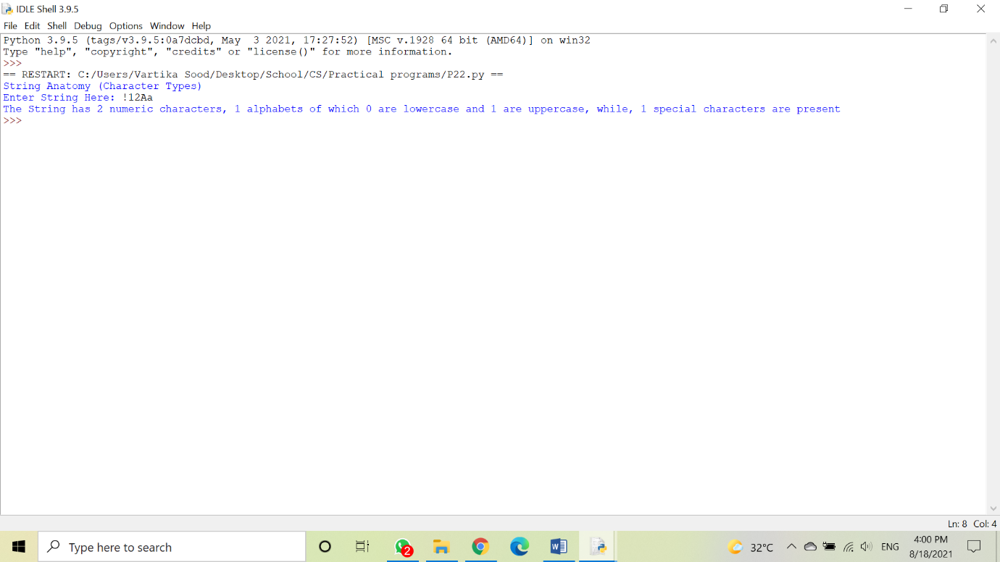 IDLE Shell 3.9.5
File Edit Shell Debug Options Window Help
Python 3.9.5 (tags/v3.9.5:0a7dcbd, May  3 2021, 17:27:52) [MSC v.1928 64 bit (AMD64)] on win32
Type "help", "copyright", "credits" or "license()" for more information.
>>>
== RESTART: C:/Users/Vartika Sood/Desktop/School/CS/Practical programs/P22.py ==
String Anatomy (Character Types)
Enter String Here: !12Aa
The String has 2 numeric characters, 1 alphabets of which 0 are lowercase and 1 are uppercase, while, 1 special characters are present
>>>
Ln: 8 Col: 4
Type here to search
2
32°C
ENG
4:00 PM
8/18/2021